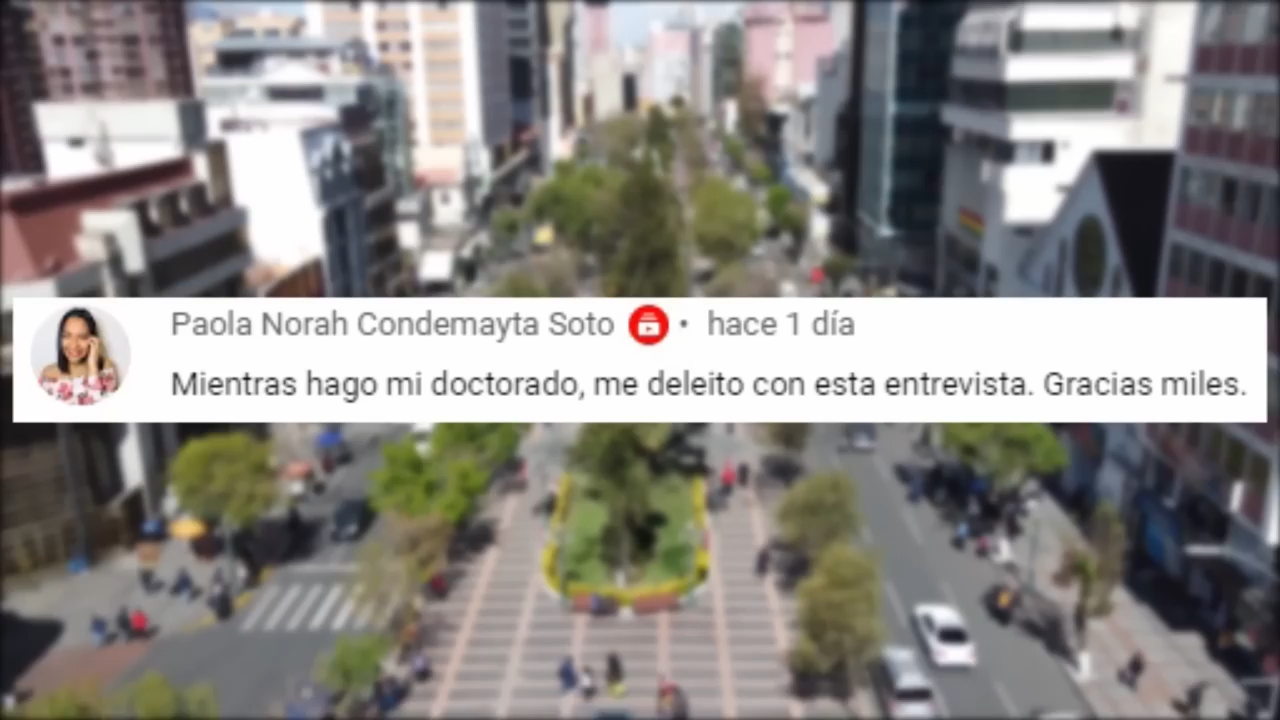 Paola Norah Condemayta Soto • hace 1 día
Mientras hago mi doctorado, me deleito con esta entrevista. Gracias miles.